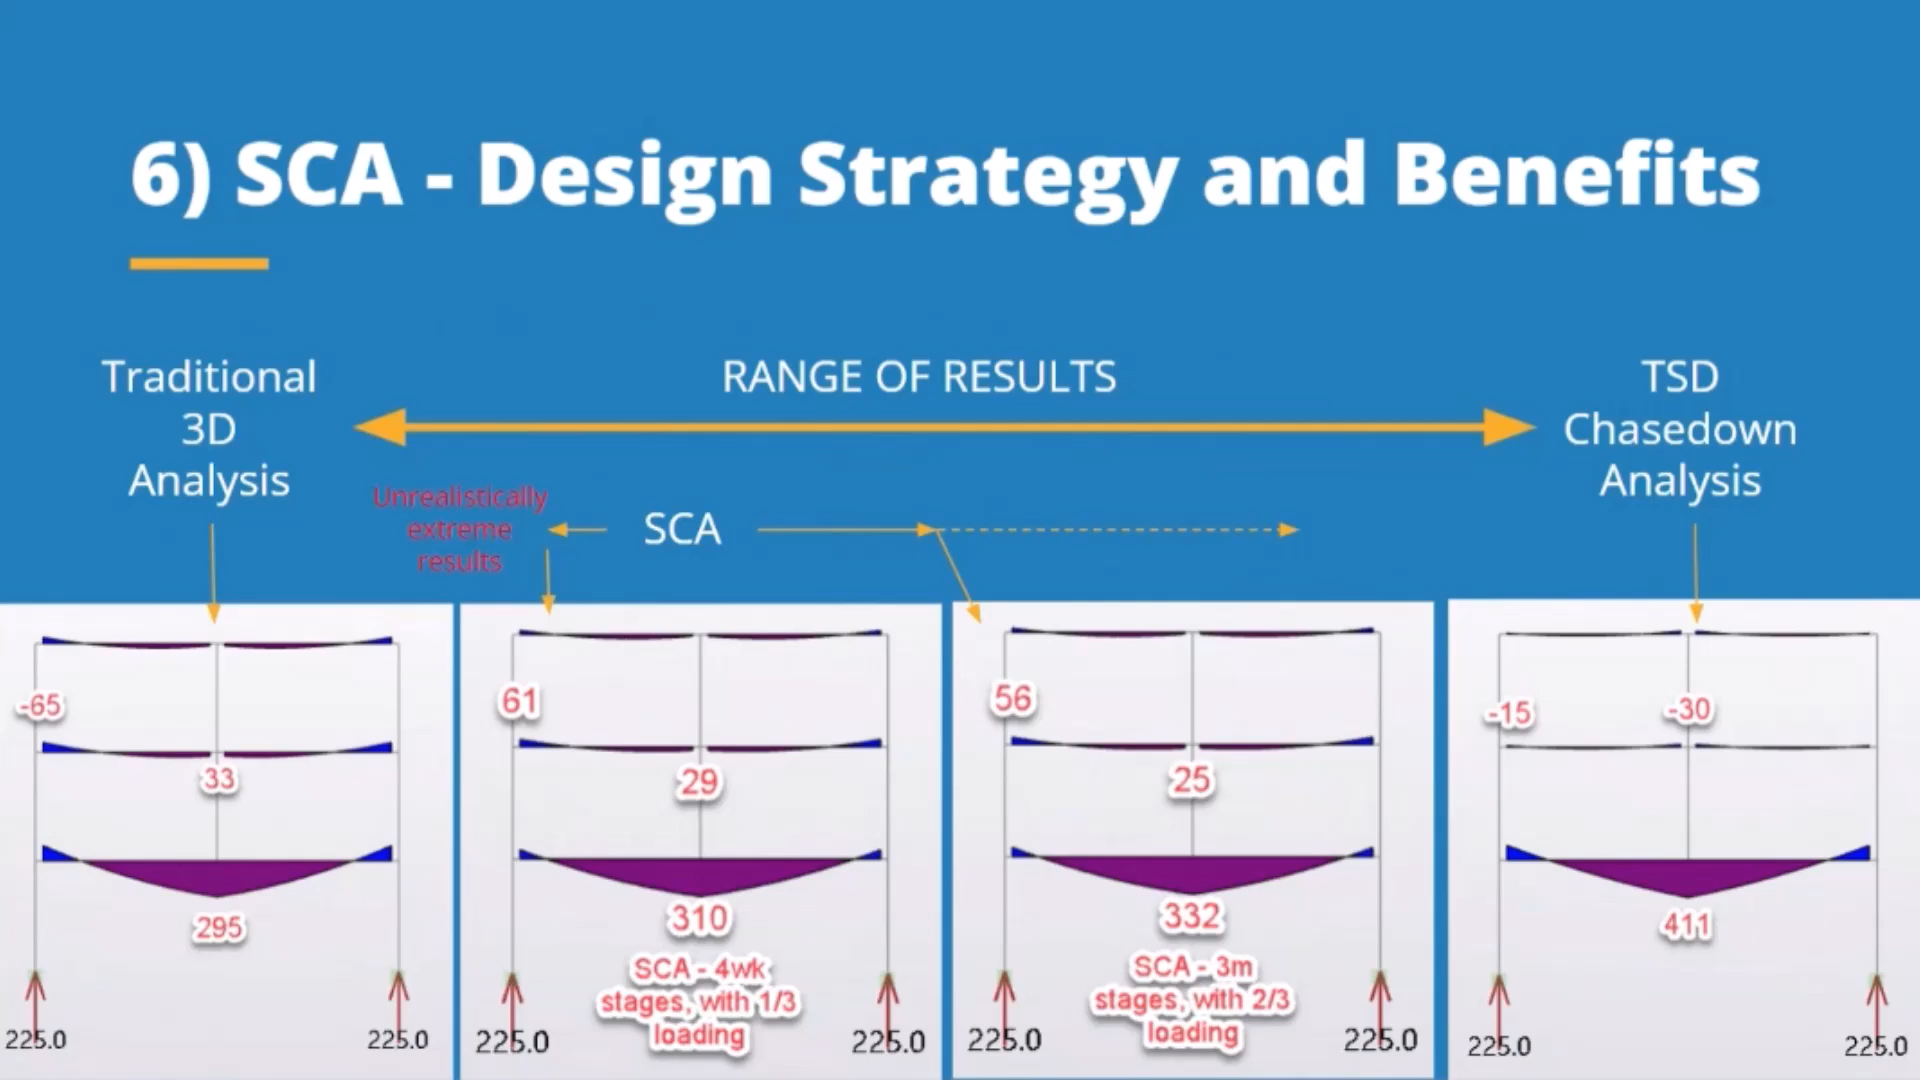 6) SCA - Design Strategy and Benefits
Traditional
3D
Analysis
RANGE OF RESULTS
TSD
Chasedown
Analysis
Unrealistically
extreme
results
SCA
-65
33
295
225.0
225.0
61
29
310
SCA - 4wk
stages, with 1/3
loading
225.0
225.0
56
25
332
SCA - 3m
stages, with 2/3
loading
225.0
225.0
-15
-30
411
225.0
225.0